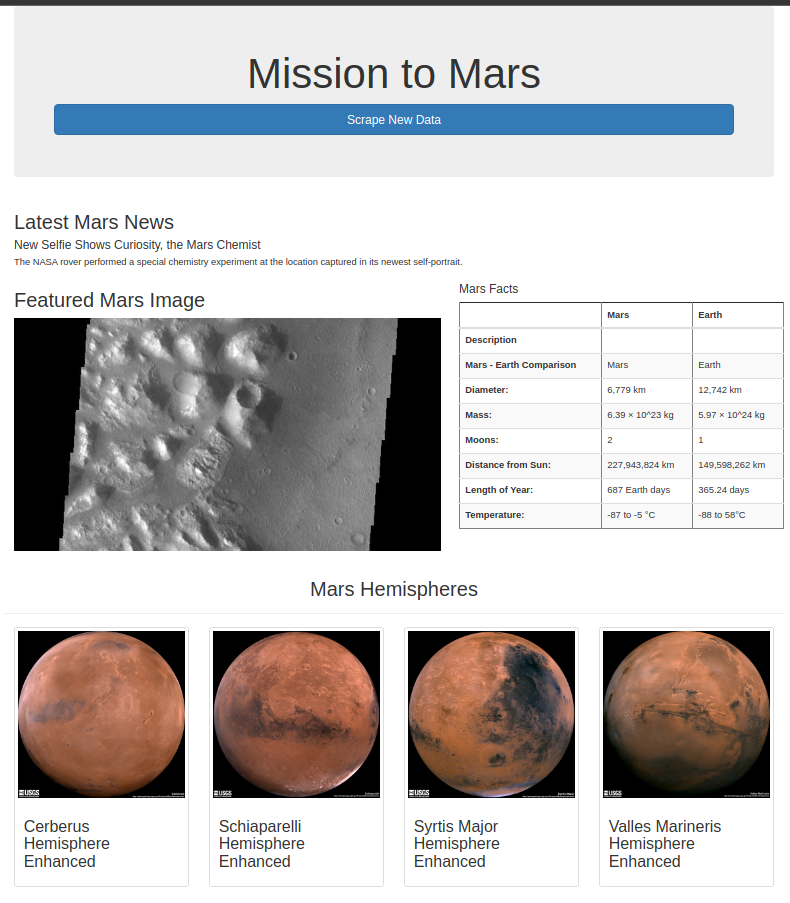 Mission to Mars
Scrape New Data
Latest Mars News
New Selfie Shows Curiosity, the Mars Chemist
The NASA rover performed a special chemistry experiment at the location captured in its newest self-portrait.
Featured Mars Image
Mars Facts
Mars Earth
Description
Mars - Earth Comparison Mars Earth
Diameter: 6,779 km 12,742 km
Mass: 6.39 × 10^23 kg 5.97 × 10^24 kg
Moons: 2 1
Distance from Sun: 227,943,824 km 149,598,262 km
Length of Year: 687 Earth days 365.24 days
Temperature: -87 to -5 °C -88 to 58°C
Mars Hemispheres
USGS
USGS
USGS
USGS
Cerberus
Hemisphere
Enhanced
Schiaparelli
Hemisphere
Enhanced
Syrtis Major
Hemisphere
Enhanced
Valles Marineris
Hemisphere
Enhanced